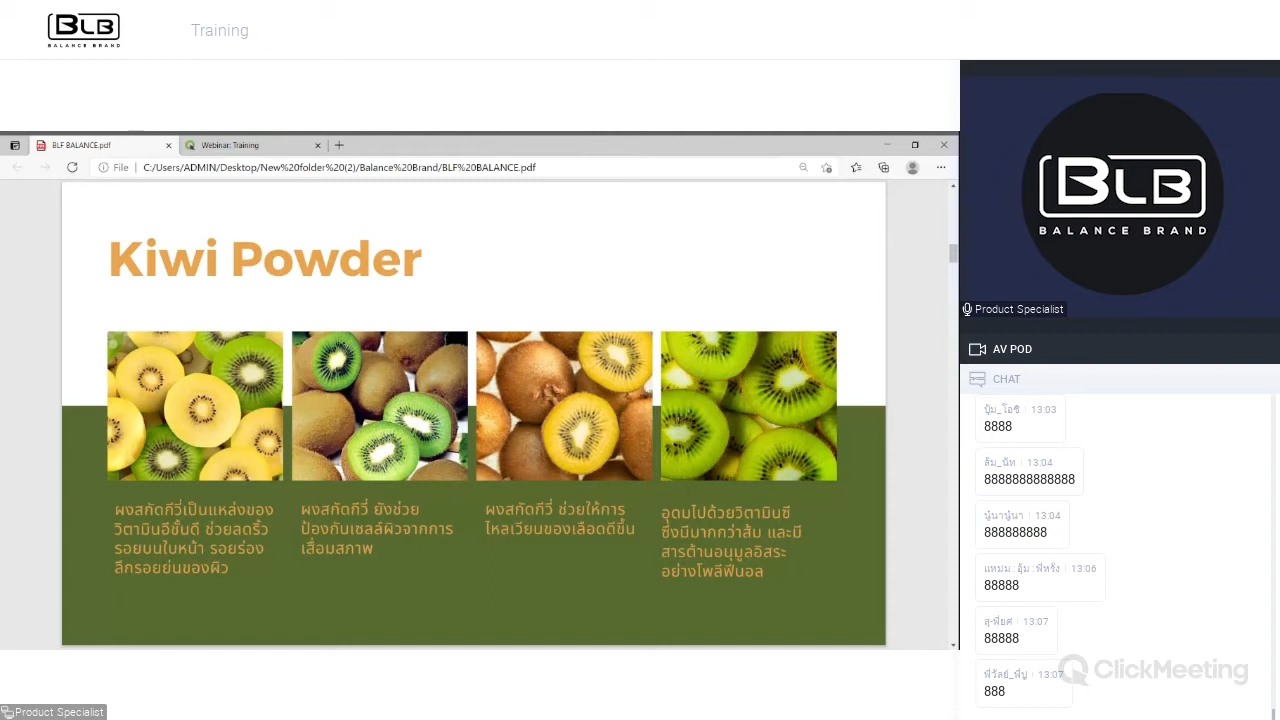 BLB
BALANCE BRAND
Training
BLF BALANCE.pdf
Webinar: Training
File
C:/Users/ADMIN/Desktop/New%20folder%20(2)/Balance%20Brand/BLF%20BALANCE.pdf
Kiwi Powder
ผงสกัดกีวี่เป็นแหล่งของ
วิตามินอีชั้นดี ช่วยลดริ้ว
รอยบนใบหน้า รอยร่อง
ลึกรอยย่นของผิว
ผงสกัดกีวี่ ยังช่วย
ป้องกันเซลล์ผิวจากการ
เสื่อมสภาพ
ผงสกัดกีวี่ ช่วยให้การ
ไหลเวียนของเลือดดีขึ้น
อุดมไปด้วยวิตามินซี
ซึ่งมีมากกว่าส้ม และมี
สารต้านอนุมูลอิสระ
อย่างโพลีฟีนอล
BLB
BALANCE BRAND
Product Specialist
AV POD
CHAT
ปุ้ม_โอชิ 13:03
8888
ส้ม_นัท 13:04
8888888888888
นู๋นานู๋นา 13:04
888888888
แหม่ม : อุ้ม : พี่หรั่ง 13:06
88888
สุ-พี่ยศ 13:07
88888
พี่วัลย์_พี่ปู 13:07
888
ClickMeeting
Product Specialist